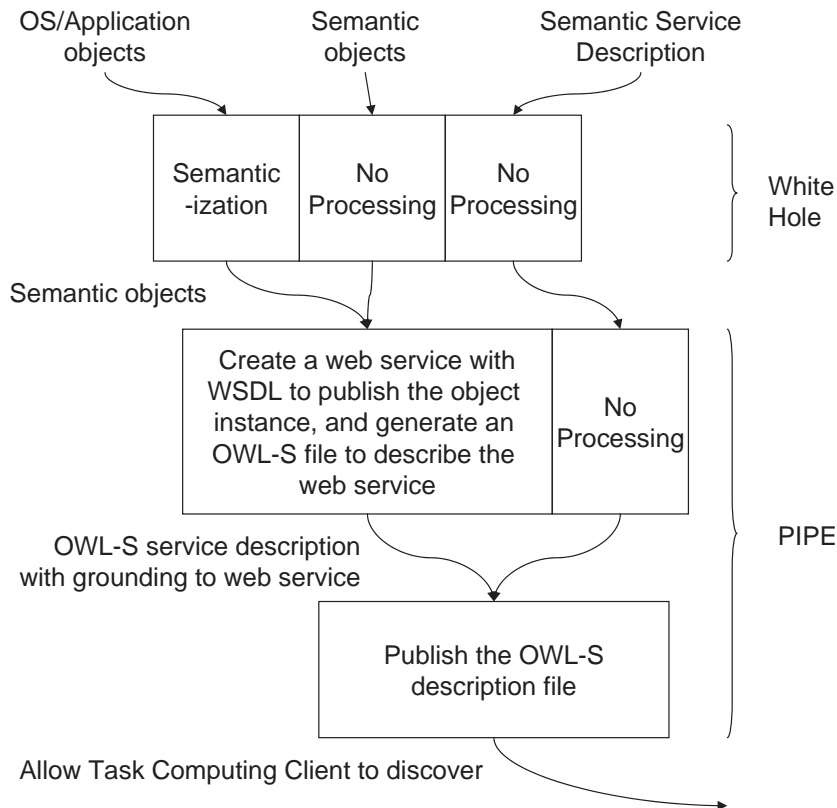 OS/Application
objects
Semantic
objects
Semantic Service
Description
Semantic
-ization
No
Processing
No
Processing
White
Hole
Semantic objects
Create a web service with
WSDL to publish the object
instance, and generate an
OWL-S file to describe the
web service
No
Processing
PIPE
OWL-S service description
with grounding to web service
Publish the OWL-S
description file
Allow Task Computing Client to discover